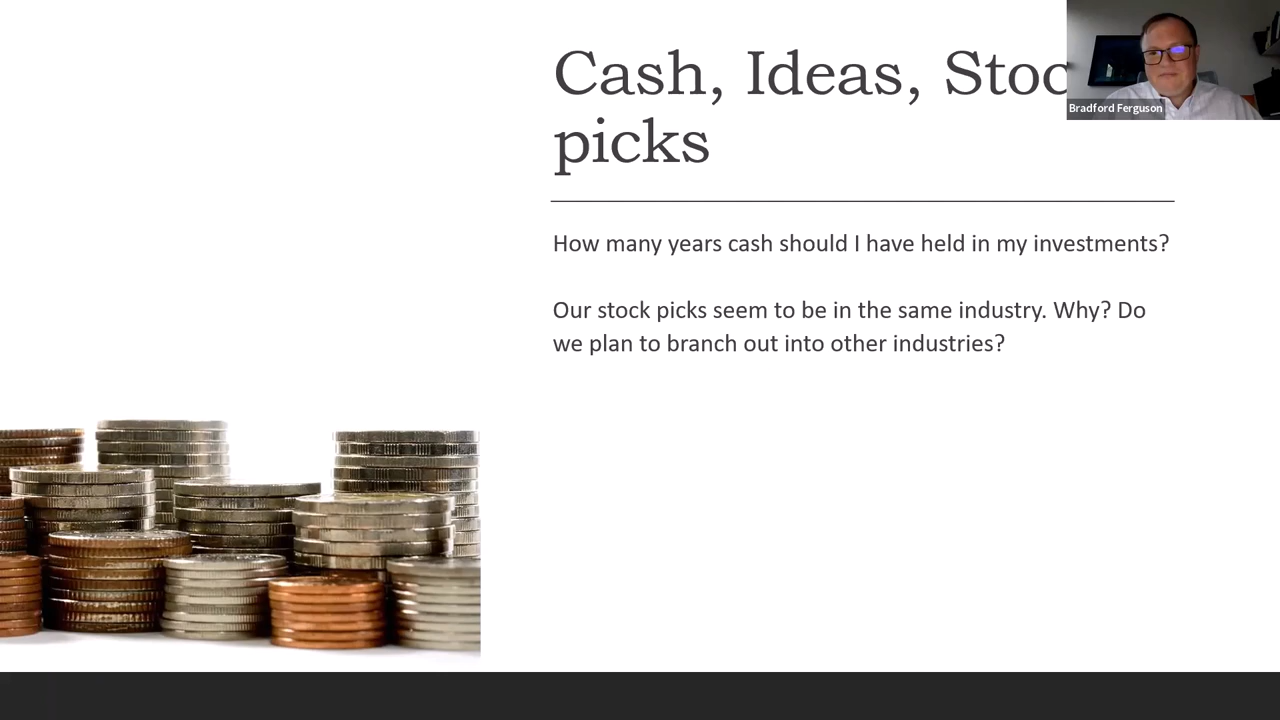 Cash, Ideas, Stoc
picks
Bradford Ferguson
How many years cash should I have held in my investments?
Our stock picks seem to be in the same industry. Why? Do
we plan to branch out into other industries?